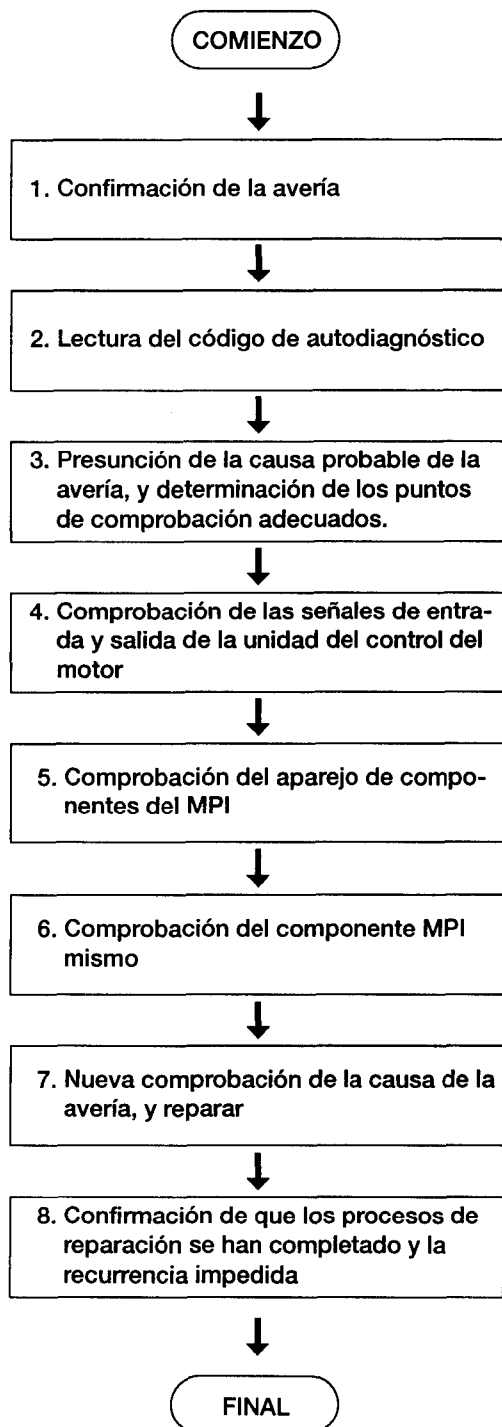 COMIENZO
1. Confirmación de la avería
2. Lectura del código de autodiagnóstico
3. Presunción de la causa probable de la
avería, y determinación de los puntos
de comprobación adecuados.
4. Comprobación de las señales de entra-
da y salida de la unidad del control del
motor
5. Comprobación del aparejo de compo-
nentes del MPI
6. Comprobación del componente MPI
mismo
7. Nueva comprobación de la causa de la
avería, y reparar
8. Confirmación de que los procesos de
reparación se han completado y la
recurrencia impedida
FINAL